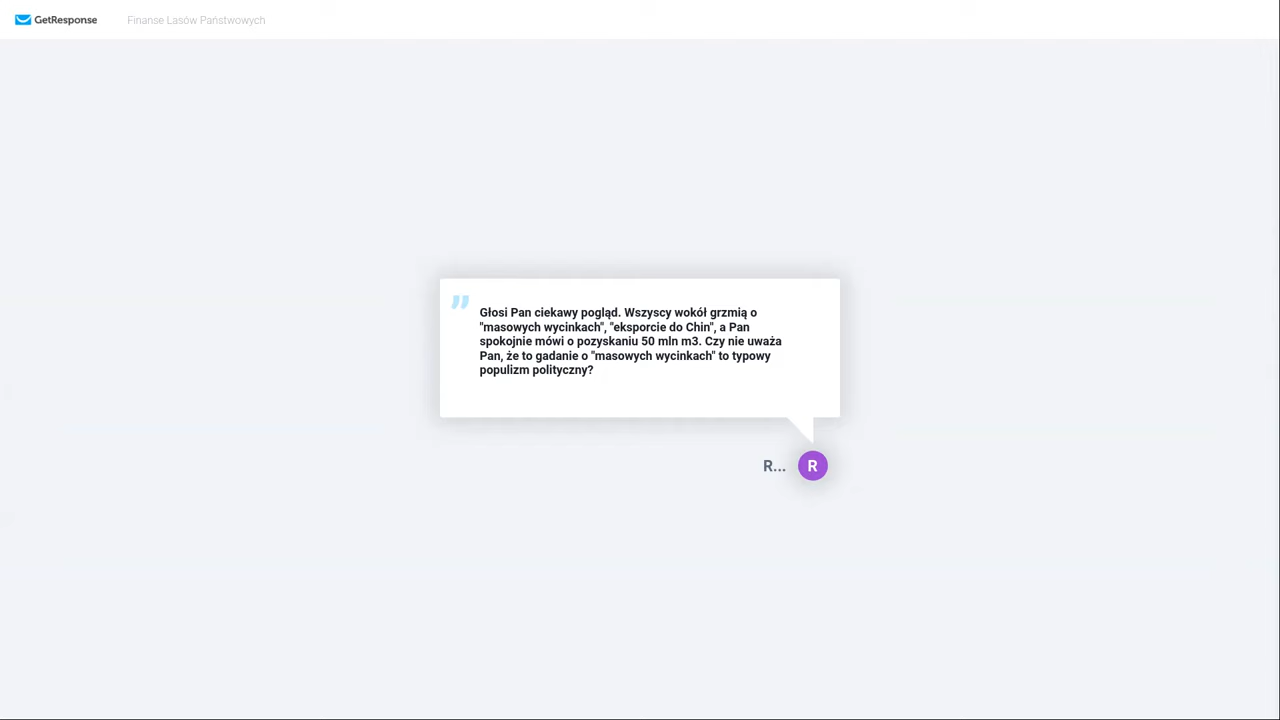 GetResponse
Finanse Lasów Państwowych
Głosi Pan ciekawy pogląd. Wszyscy wokół grzmią o
"masowych wycinkach", "eksporcie do Chin", a Pan
spokojnie mówi o pozyskaniu 50 mln m3. Czy nie uważa
Pan, że to gadanie o "masowych wycinkach" to typowy
populizm polityczny?
R... R